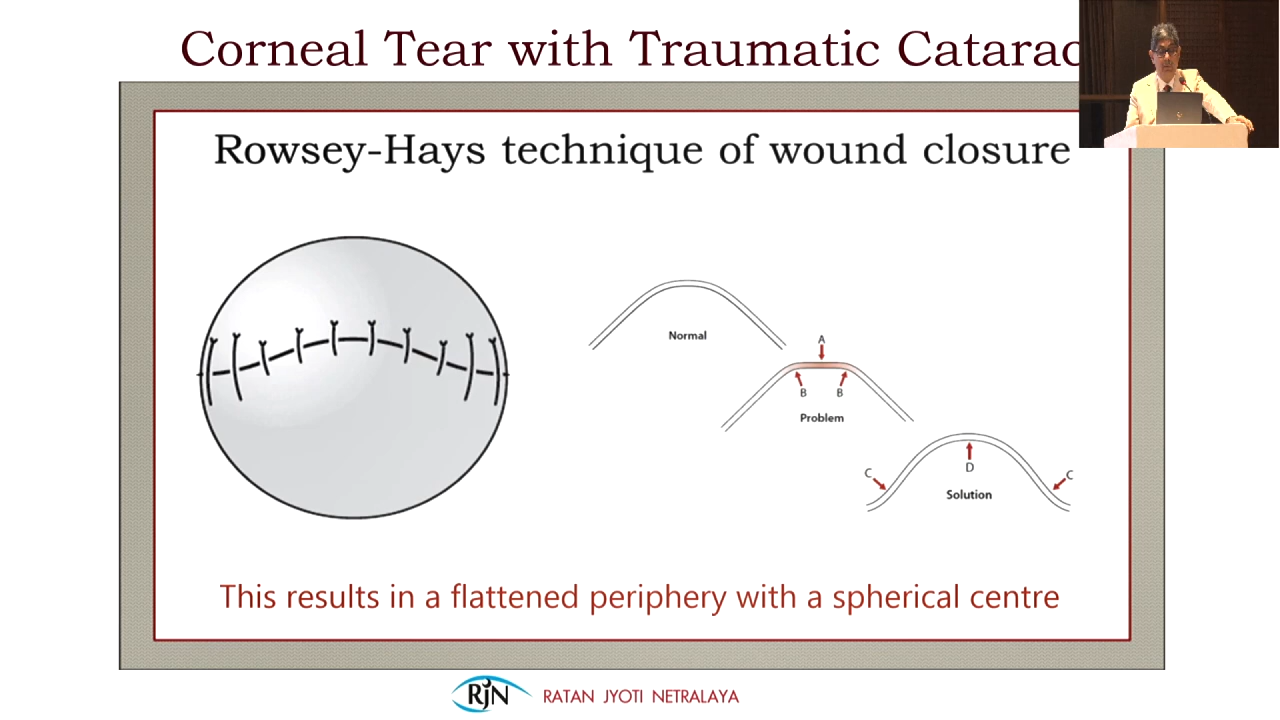 Corneal Tear with Traumatic
Rowsey-Hays technique of wound closure
Normal
A
B B
Problem
C C
D
Solution
This results in a flattened periphery with a spherical centre
RJN RATAN JYOTI NETRALAYA